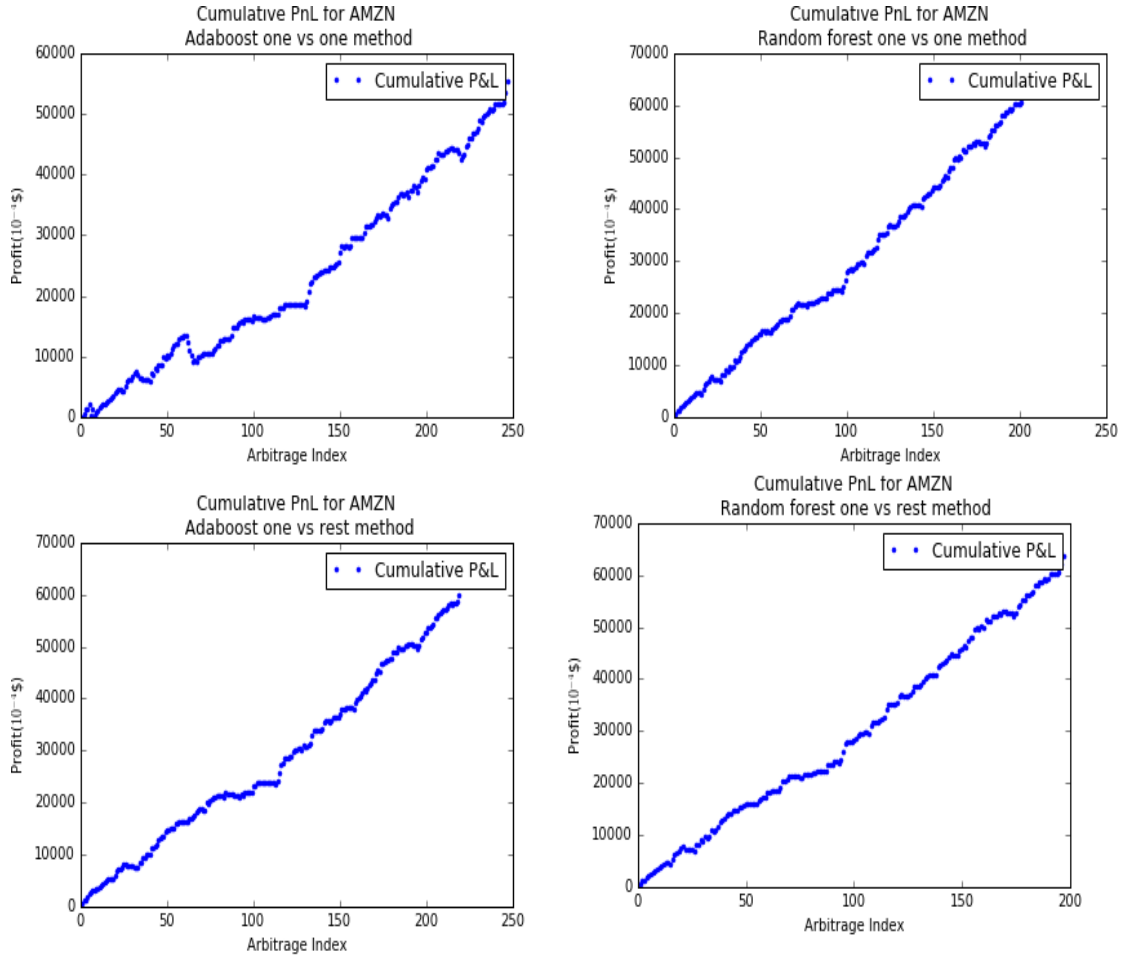 Cumulative PnL for AMZN
Adaboost one vs one method
60000
50000
40000
30000
20000
10000
0
Profit(10⁻⁴$)
Cumulative P&L
0 50 100 150 200 250
Arbitrage Index
Cumulative PnL for AMZN
Random forest one vs one method
70000
60000
50000
40000
30000
20000
10000
0
Profit(10⁻⁴$)
Cumulative P&L
0 50 100 150 200 250
Arbitrage Index
Cumulative PnL for AMZN
Adaboost one vs rest method
70000
60000
50000
40000
30000
20000
10000
0
Profit(10⁻⁴$)
Cumulative P&L
0 50 100 150 200 250
Arbitrage Index
Cumulative PnL for AMZN
Random forest one vs rest method
70000
60000
50000
40000
30000
20000
10000
0
Profit(10⁻⁴$)
Cumulative P&L
0 50 100 150 200
Arbitrage Index